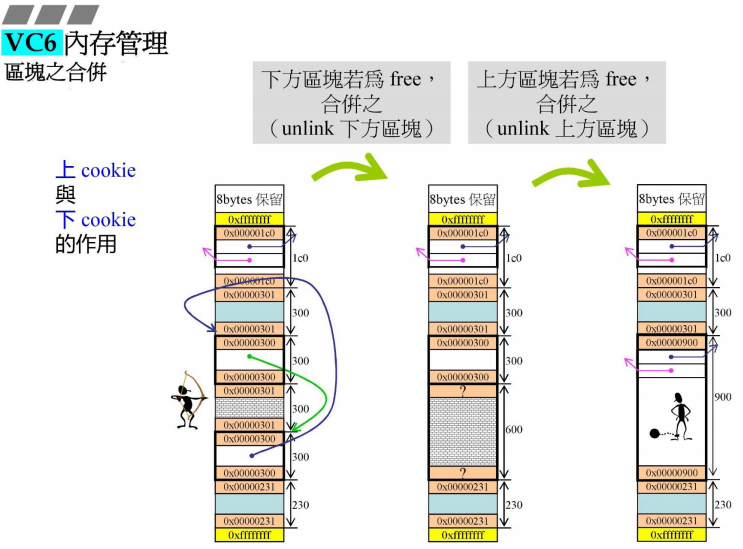 VC6 內存管理
區塊之合併
下方區塊若爲 free，
合併之
（unlink 下方區塊）
上方區塊若爲 free，
合併之
（unlink 上方區塊）
上 cookie
與
下 cookie
的作用
8bytes 保留
0xffffffff
0x000001c0
1c0
0x000001c0
0x00000301
300
0x00000301
0x00000300
300
0x00000300
0x00000301
300
0x00000301
0x00000300
300
0x00000300
0x00000231
230
0x00000231
0xffffffff
8bytes 保留
0xffffffff
0x000001c0
1c0
0x000001c0
0x00000301
300
0x00000301
0x00000300
300
0x00000300
?
600
?
0x00000231
230
0x00000231
0xffffffff
8bytes 保留
0xffffffff
0x000001c0
1c0
0x000001c0
0x00000301
300
0x00000301
0x00000900
900
0x00000900
0x00000231
230
0x00000231
0xffffffff